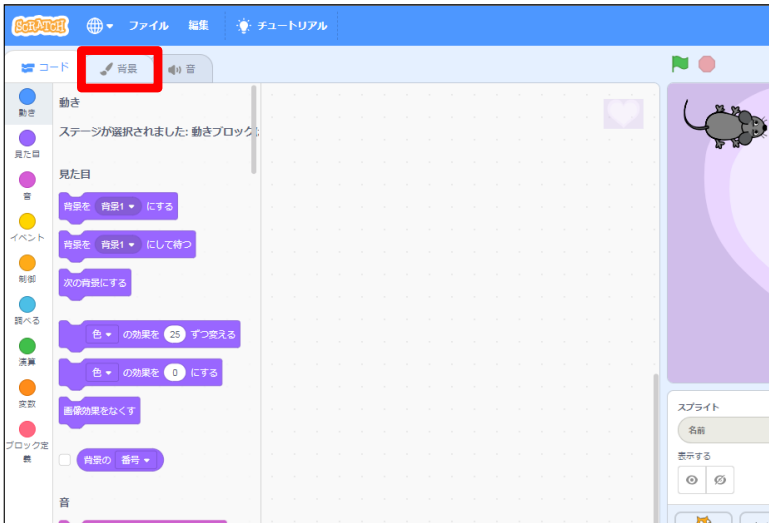 SCRATCH ファイル 編集 チュートリアル
コード 背景 音
動き
見た目
音
イベント
制御
調べる
演算
変数
ブロック定
義
動き
ステージが選択されました: 動きブロック
見た目
背景を 背景1 にする
背景を 背景1 にして待つ
次の背景にする
色 の効果を 25 ずつ変える
色 の効果を 0 にする
画像効果をなくす
背景の 番号
音
スプライト
名前
表示する